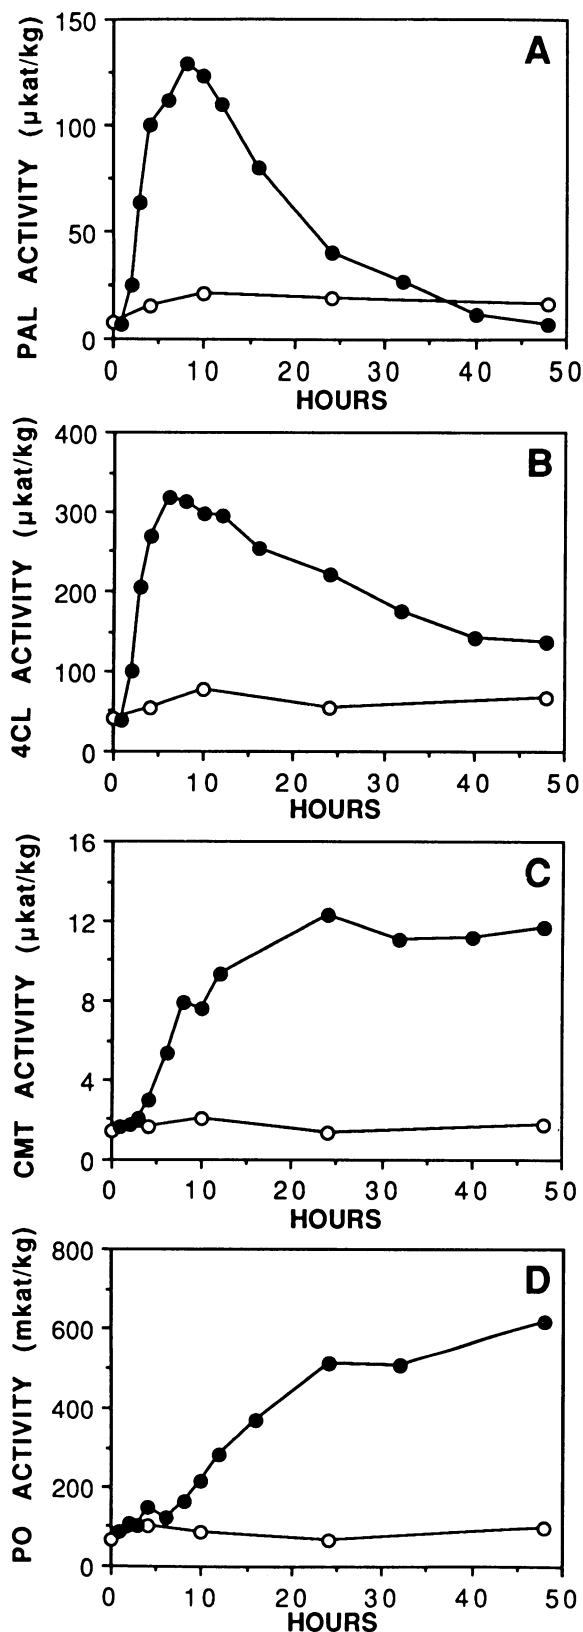 A
PAL ACTIVITY (μkat/kg)
150
100
50
0
0 10 20 30 40 50
HOURS
B
4CL ACTIVITY (μkat/kg)
400
300
200
100
0
0 10 20 30 40 50
HOURS
C
CMT ACTIVITY (μkat/kg)
16
12
8
4
0
0 10 20 30 40 50
HOURS
D
PO ACTIVITY (mkat/kg)
800
600
400
200
0
0 10 20 30 40 50
HOURS